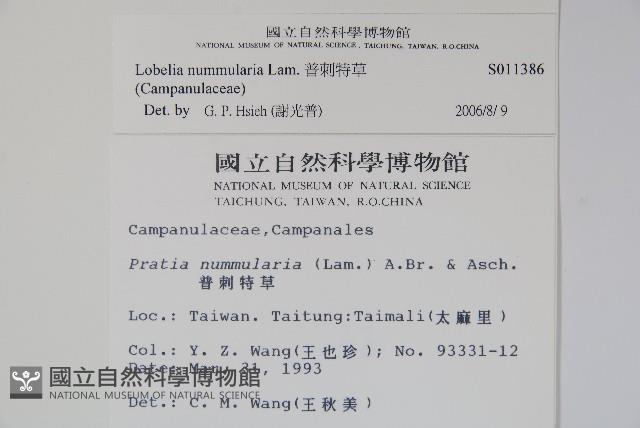 國立自然科學博物館
NATIONAL MUSEUM OF NATURAL SCIENCE, TAICHUNG, TAIWAN, R.O.CHINA
Lobelia nummularia Lam. 普剌特草 S011386
(Campanulaceae)
Det. by G. P. Hsieh (謝光普) 2006/8/9
國立自然科學博物館
NATIONAL MUSEUM OF NATURAL SCIENCE
TAICHUNG, TAIWAN, R.O.CHINA
Campanulaceae,Campanales
Pratia nummularia (Lam.) A.Br. & Asch.
普剌特草
Loc.: Taiwan. Taitung:Taimali(太麻里)
Col.: Y. Z. Wang(王也珍); No. 93331-12
Date: Mar. 31, 1993
Det.: C. M. Wang(王秋美)
國立自然科學博物館
NATIONAL MUSEUM OF NATURAL SCIENCE